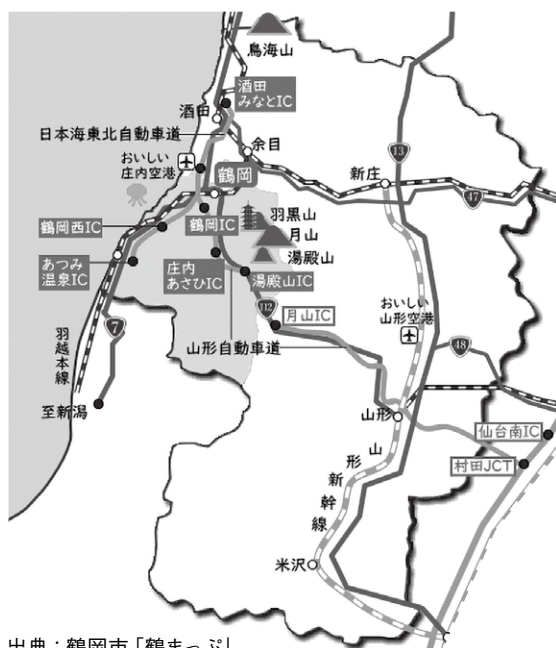 鳥海山
酒田
みなとIC
酒田
日本海東北自動車道
余目
おいしい
庄内空港
鶴岡
新庄
13
47
鶴岡西IC
鶴岡IC
羽黒山
月山
湯殿山
あつみ
温泉IC
庄内
あさひIC
湯殿山IC
112
月山IC
おいしい
山形空港
7
48
羽越本線
山形自動車道
至新潟
山形
仙台南IC
村田JCT
山形新幹線
米沢
出典：鶴岡市「鶴まっぷ」